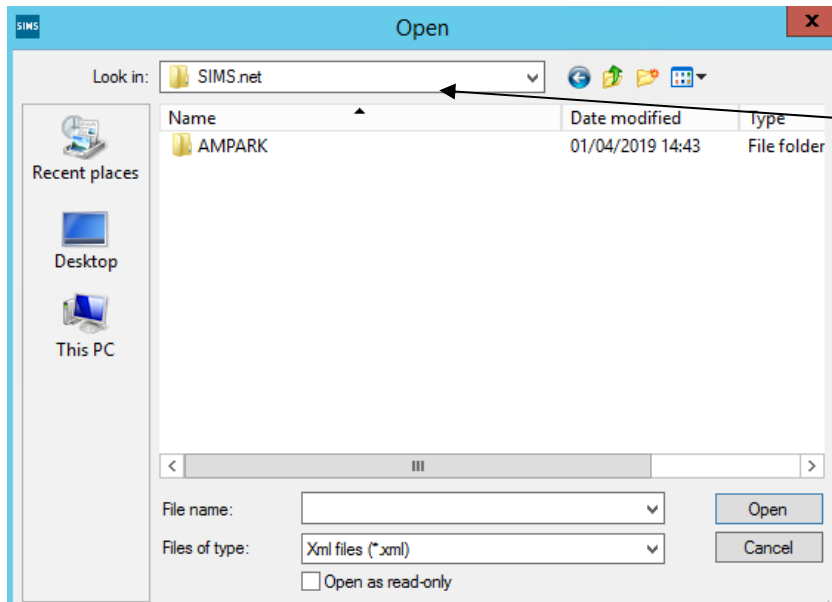 SIMS Open x
Look in: SIMS.net
Name Date modified Type
AMPARK 01/04/2019 14:43 File folder
Recent places
Desktop
This PC
File name: Open
Files of type: Xml files (*.xml) Cancel
Open as read-only